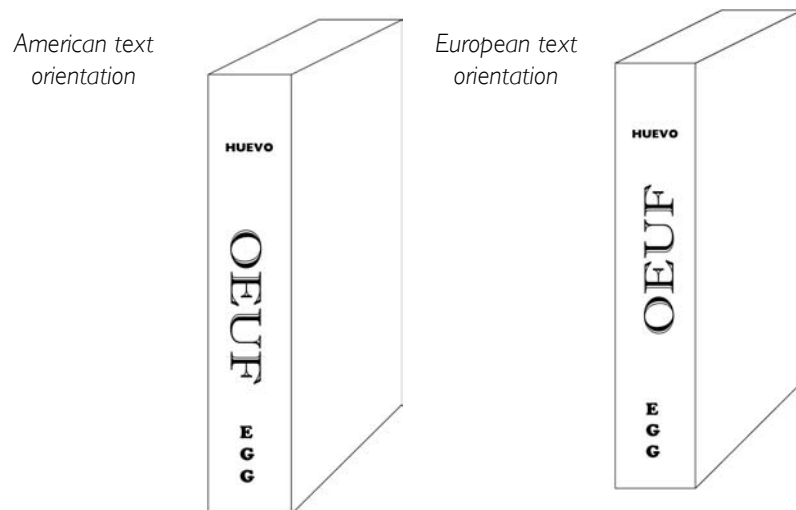 American text
orientation
HUEVO
OEUF
E
G
G
European text
orientation
HUEVO
OEUF
E
G
G